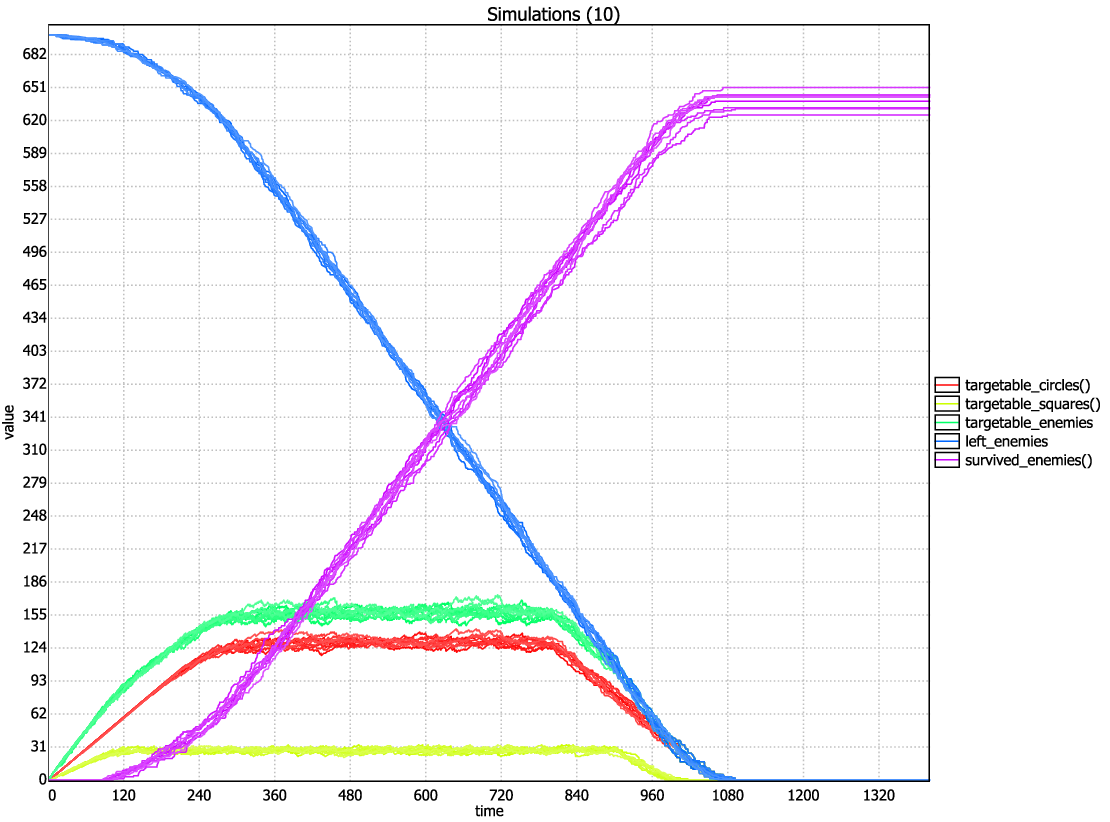 Simulations (10)
682
651
620
589
558
527
496
465
434
403
372
341
310
279
248
217
186
155
124
93
62
31
0
value
0 120 240 360 480 600 720 840 960 1080 1200 1320
time
targetable_circles()
targetable_squares()
targetable_enemies
left_enemies
survived_enemies()